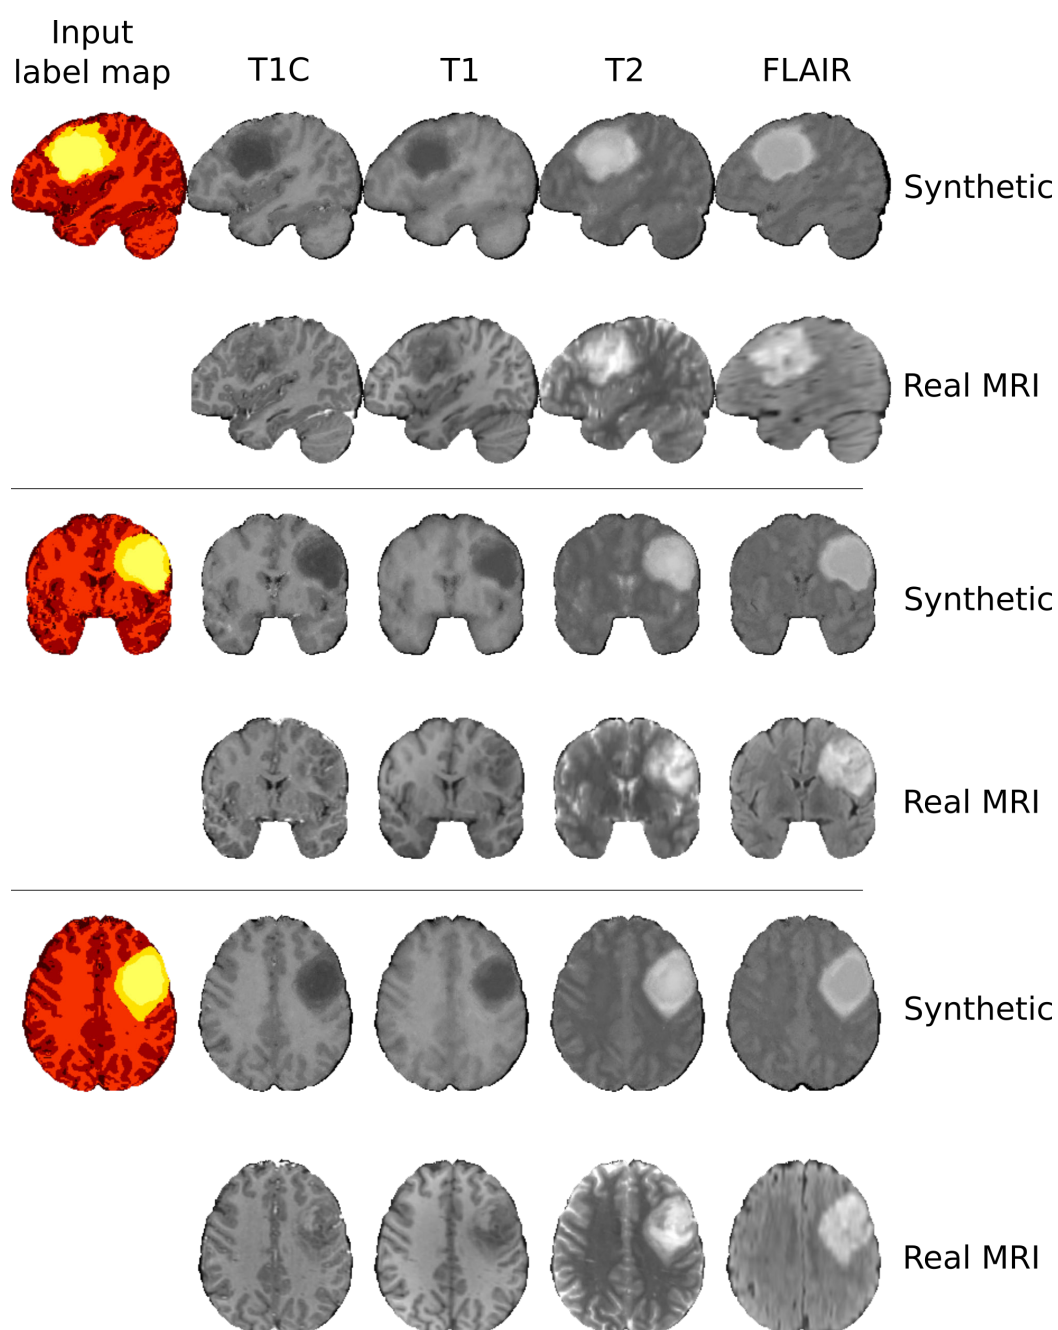 Input
label map
T1C
T1
T2
FLAIR
Synthetic
Real MRI
Synthetic
Real MRI
Synthetic
Real MRI